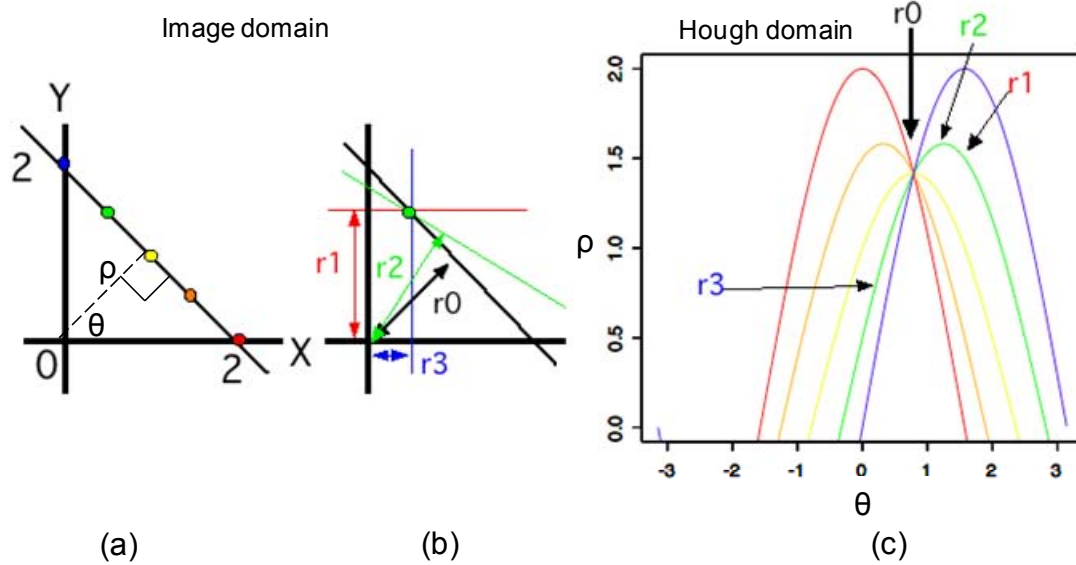 Image domain
Y
2
ρ
θ
0
2
X
r1
r2
r0
r3
Hough domain
r0
r2
r1
r3
ρ
2.0
1.5
1.0
0.5
0.0
-3 -2 -1 0 1 2 3
θ
(a) (b) (c)